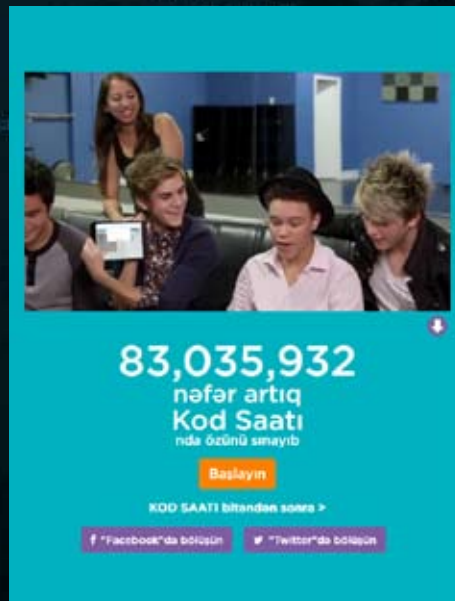 83,035,932
nəfər artıq
Kod Saatı
nda özünü sınayıb
Başlayın
KOD SAATI bitəndən sonra >
"Facebook"da bölüşün
"Twitter"də bölüşün